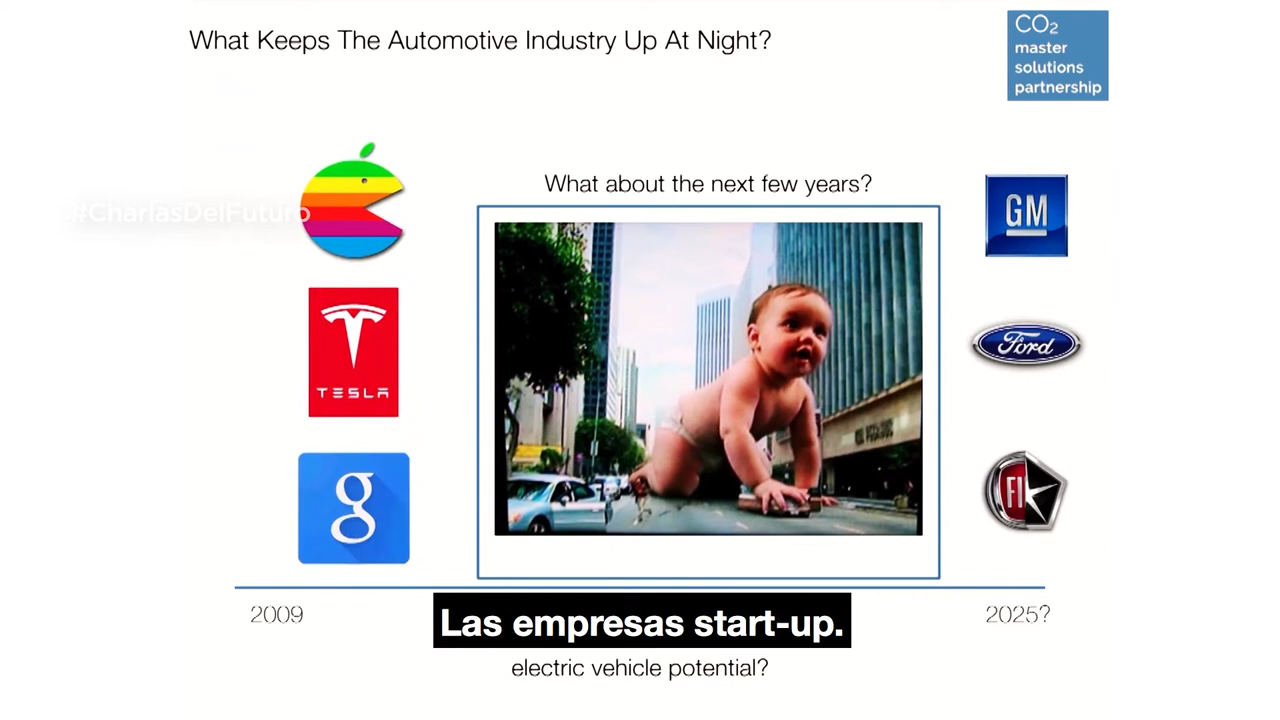 What Keeps The Automotive Industry Up At Night?
CO2
master
solutions
partnership
#CharlasDelFuturo
What about the next few years?
GM
TESLA
Ford
FI
g
2009
2025?
Las empresas start-up.
electric vehicle potential?